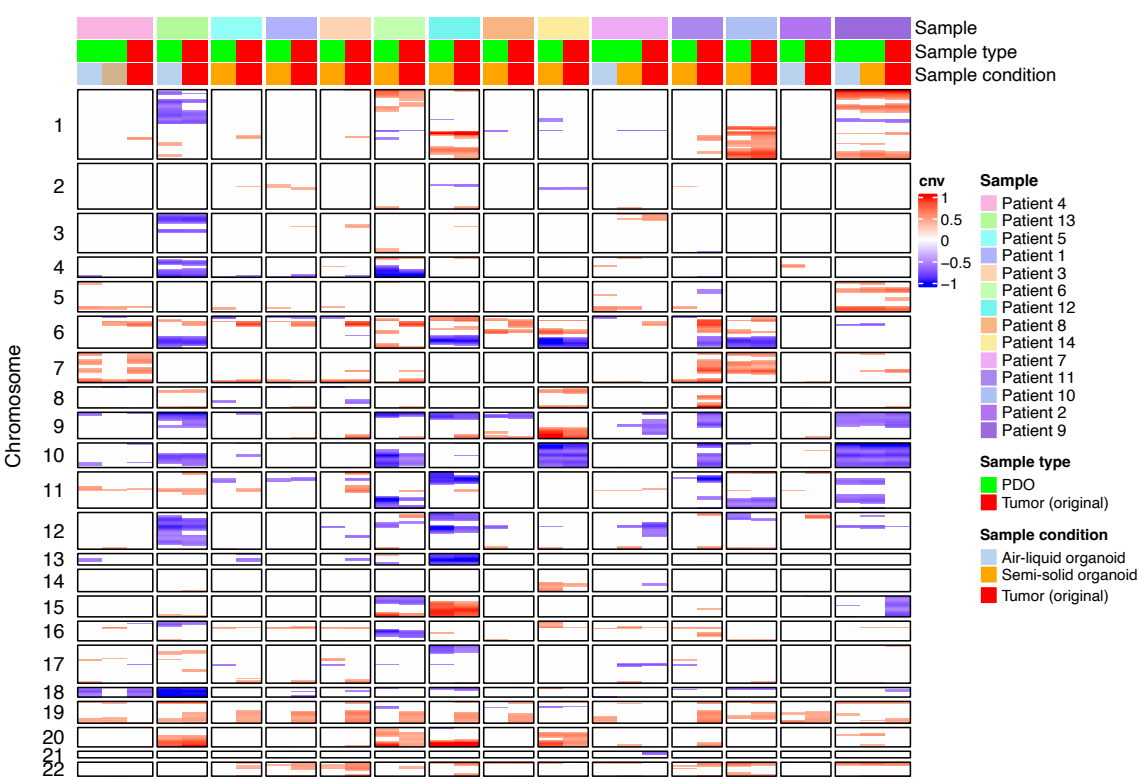 Sample
Sample type
Sample condition
Chromosome
1
2
3
4
5
6
7
8
9
10
11
12
13
14
15
16
17
18
19
20
21
22
cnv
1
0.5
0
−0.5
−1
Sample
Patient 4
Patient 13
Patient 5
Patient 1
Patient 3
Patient 6
Patient 12
Patient 8
Patient 14
Patient 7
Patient 11
Patient 10
Patient 2
Patient 9
Sample type
PDO
Tumor (original)
Sample condition
Air-liquid organoid
Semi-solid organoid
Tumor (original)